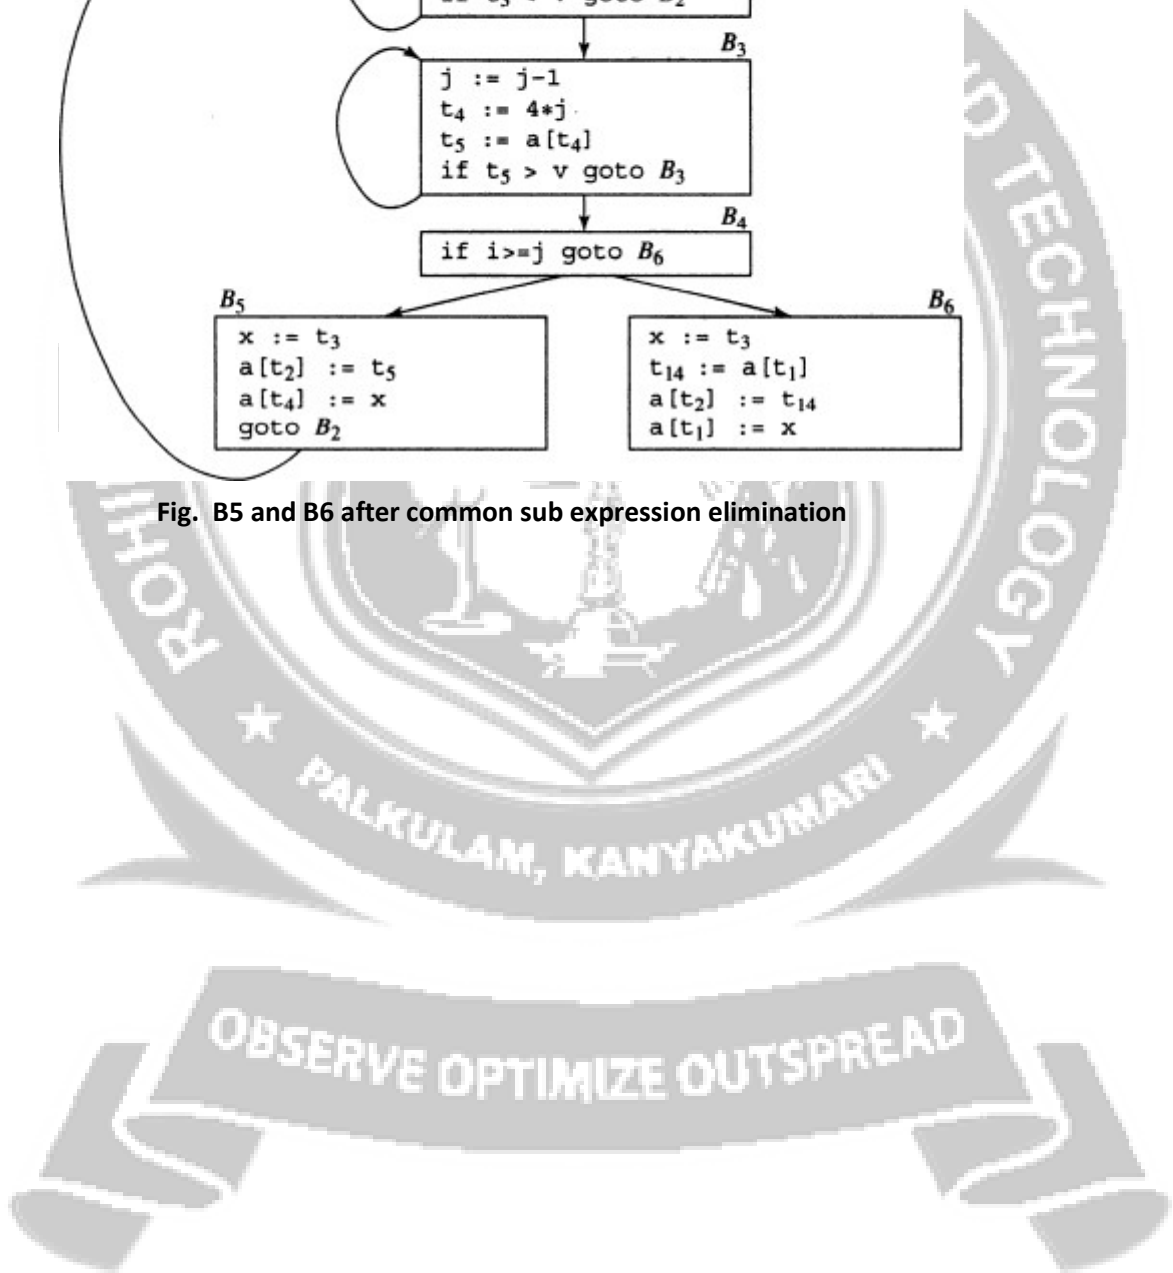 B3
j := j-1
t4 := 4*j
t5 := a[t4]
if t5 > v goto B3
B4
if i>=j goto B6
B5
x := t3
a[t2] := t5
a[t4] := x
goto B2
B6
x := t3
t14 := a[t1]
a[t2] := t14
a[t1] := x
Fig. B5 and B6 after common sub expression elimination
TECHNOLOGY
PALKULAM, KANYAKUMARI
OBSERVE OPTIMIZE OUTSPREAD